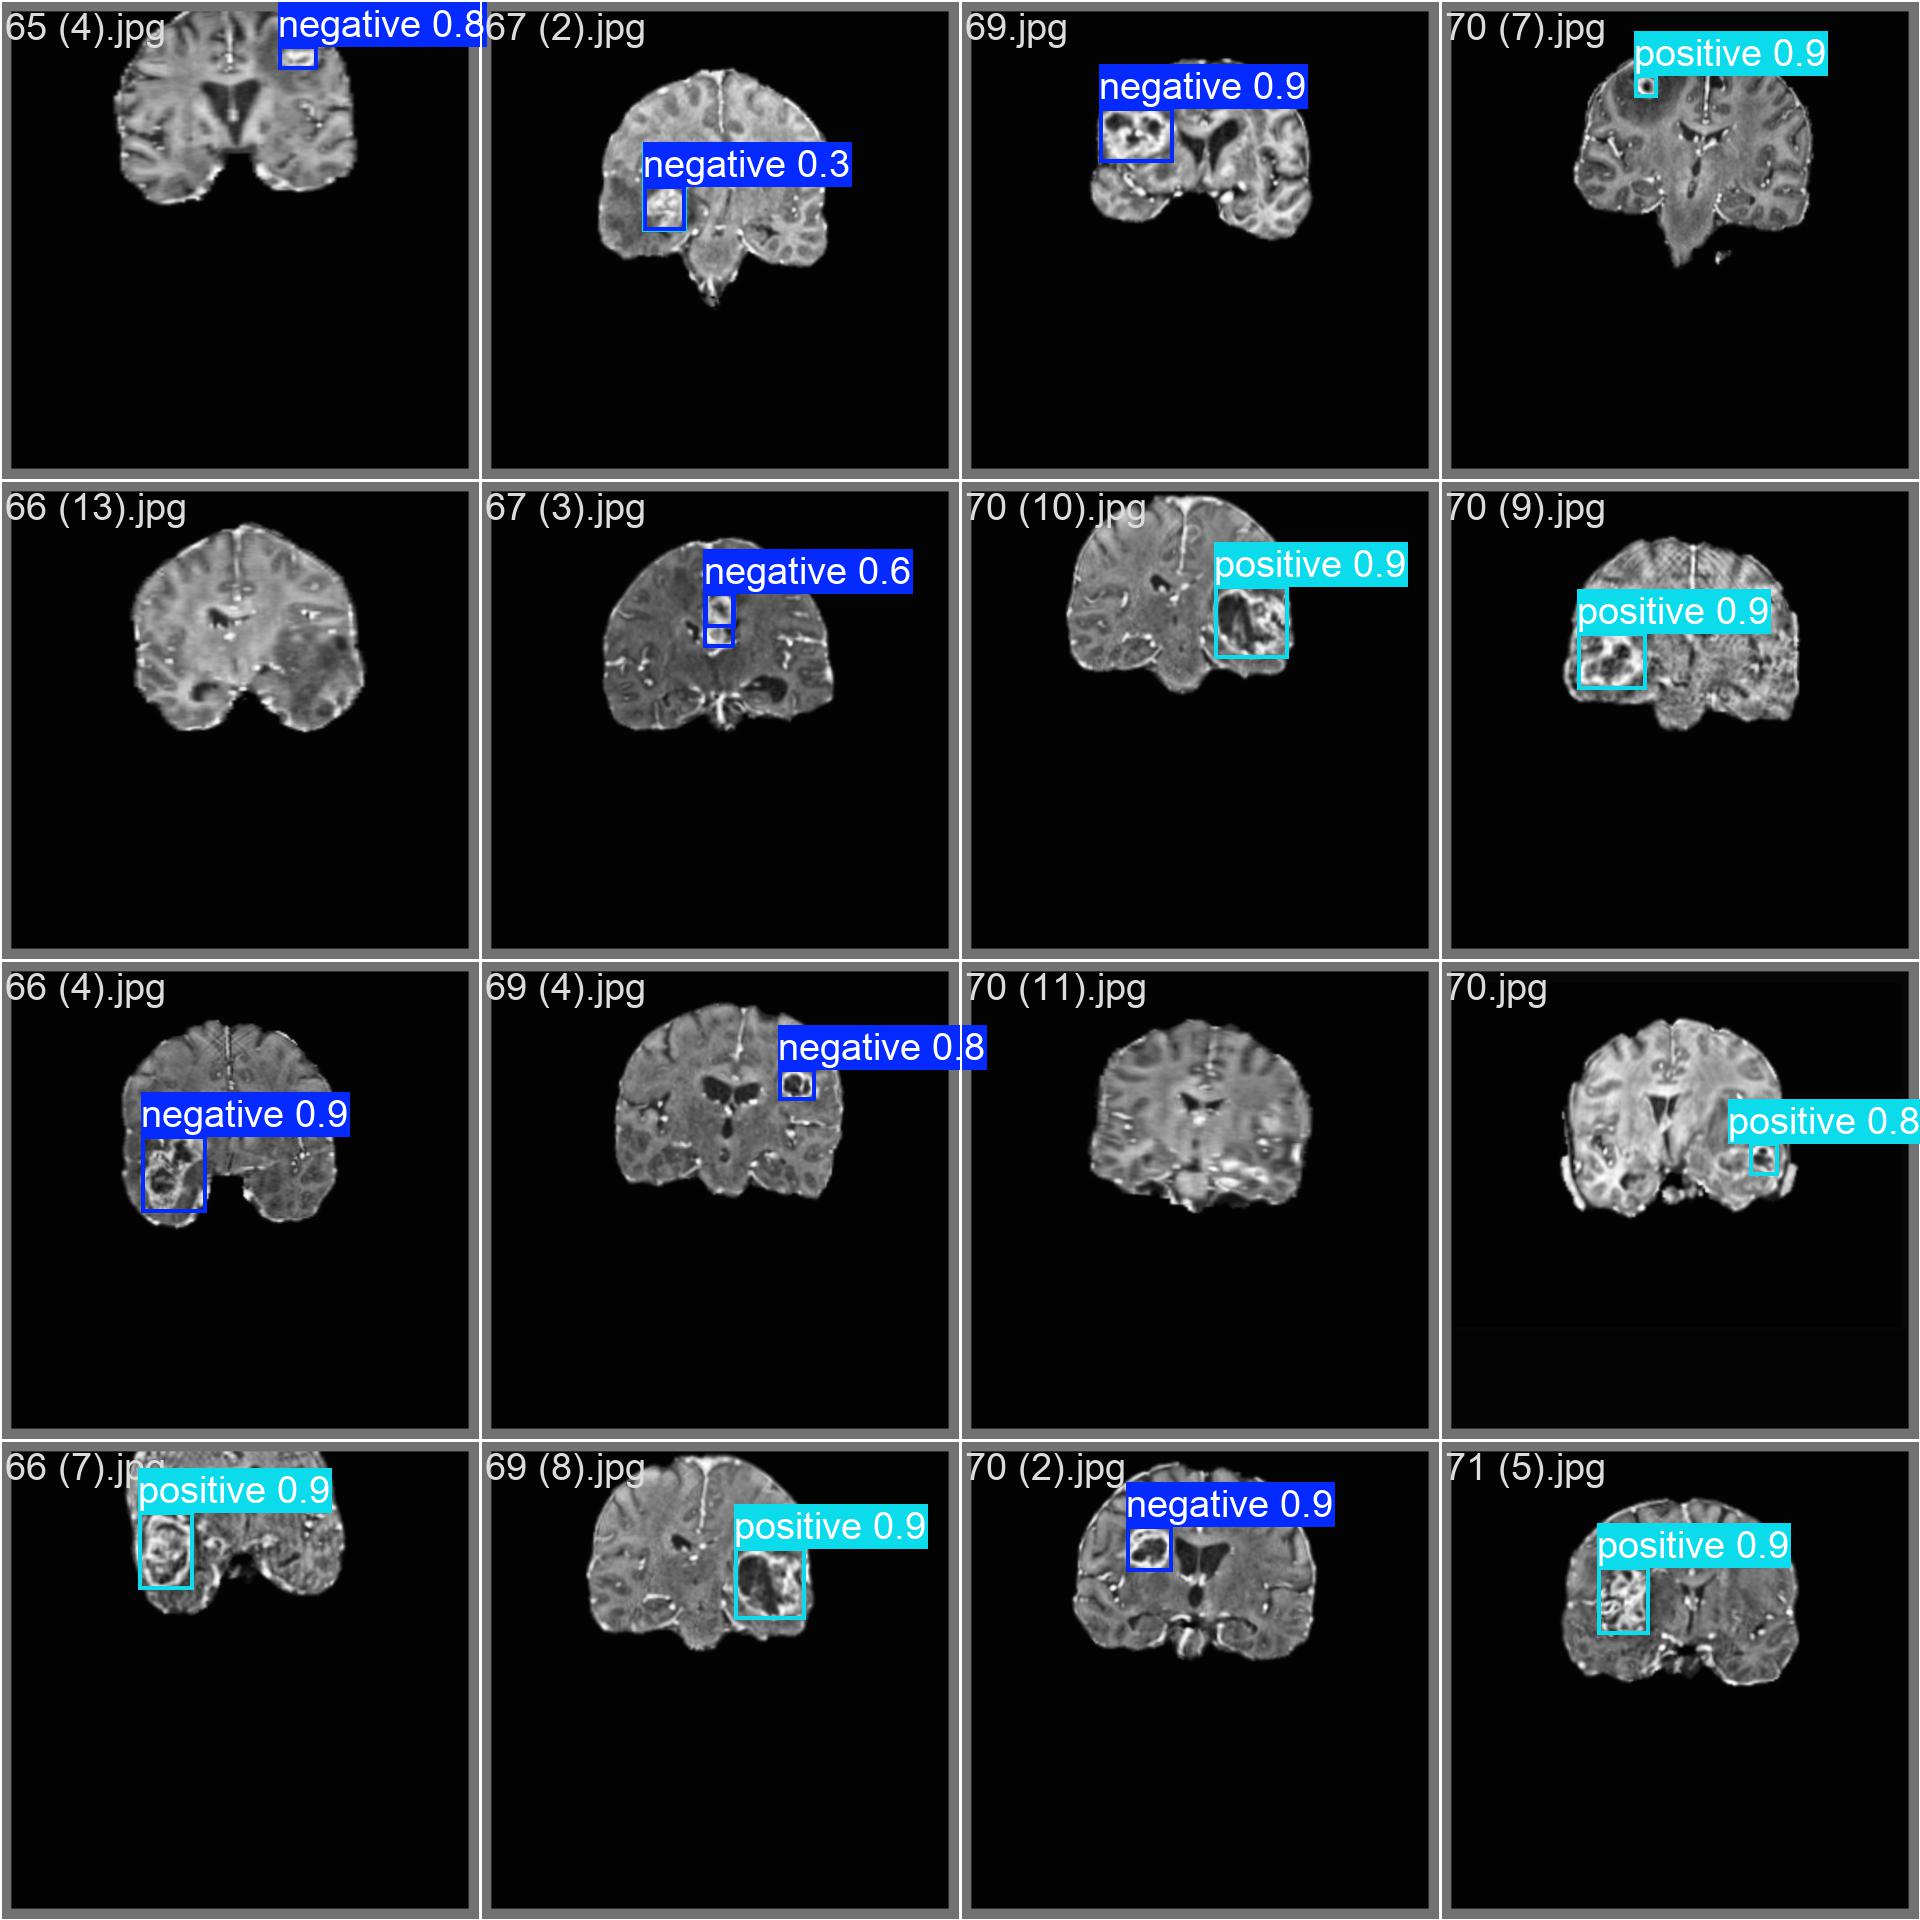 65 (4).jpg
negative 0.8
67 (2).jpg
negative 0.3
69.jpg
negative 0.9
70 (7).jpg
positive 0.9
66 (13).jpg
67 (3).jpg
negative 0.6
70 (10).jpg
positive 0.9
70 (9).jpg
positive 0.9
66 (4).jpg
negative 0.9
69 (4).jpg
negative 0.8
70 (11).jpg
70.jpg
positive 0.8
66 (7).jpg
positive 0.9
69 (8).jpg
positive 0.9
70 (2).jpg
negative 0.9
71 (5).jpg
positive 0.9